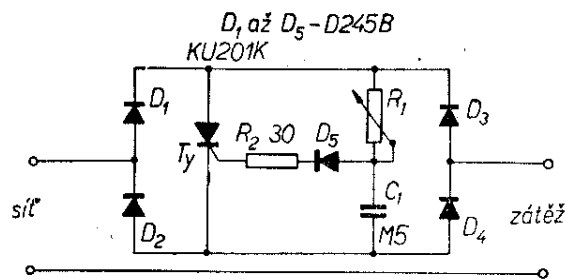 D1 až D5 - D245B
KU201K
D1
R1
D3
R2 30 D5
Ty
C1
síť
zátěž
D2
M5
D4